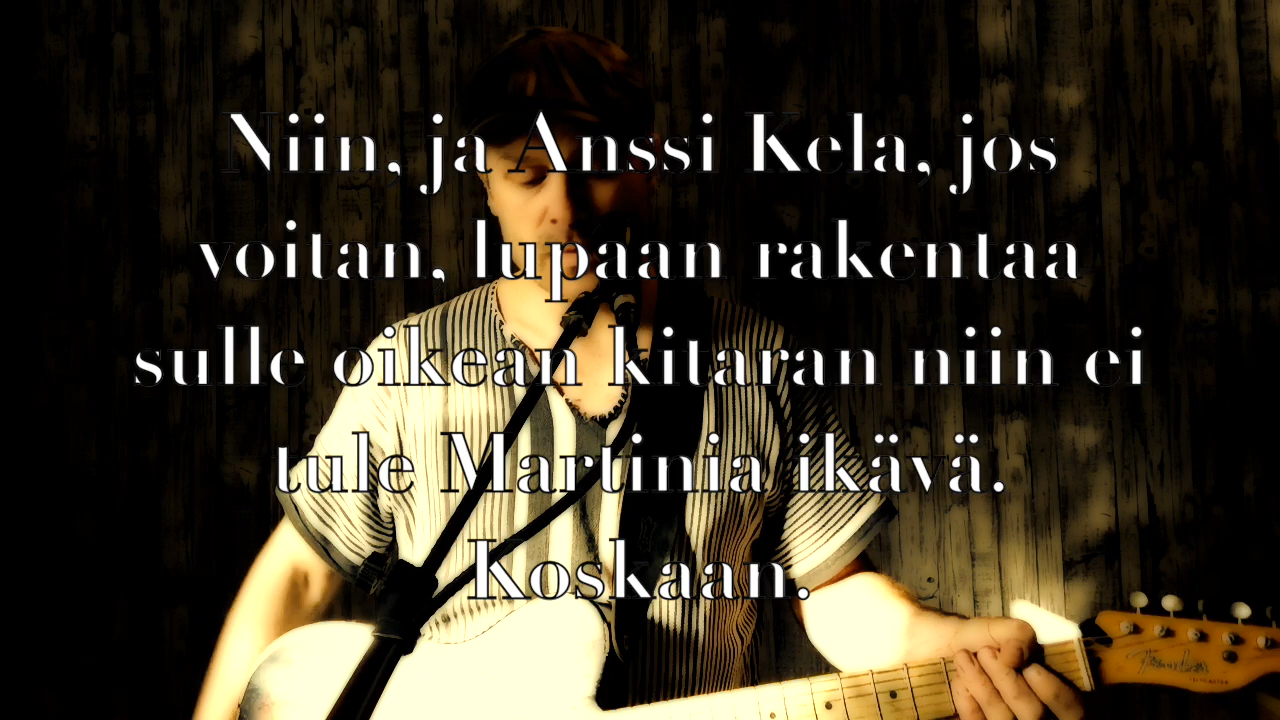 Niin, ja Anssi Kela, jos
voitan, lupaan rakentaa
sulle oikean kitaran niin ei
tule Martinia ikävä.
Koskaan.